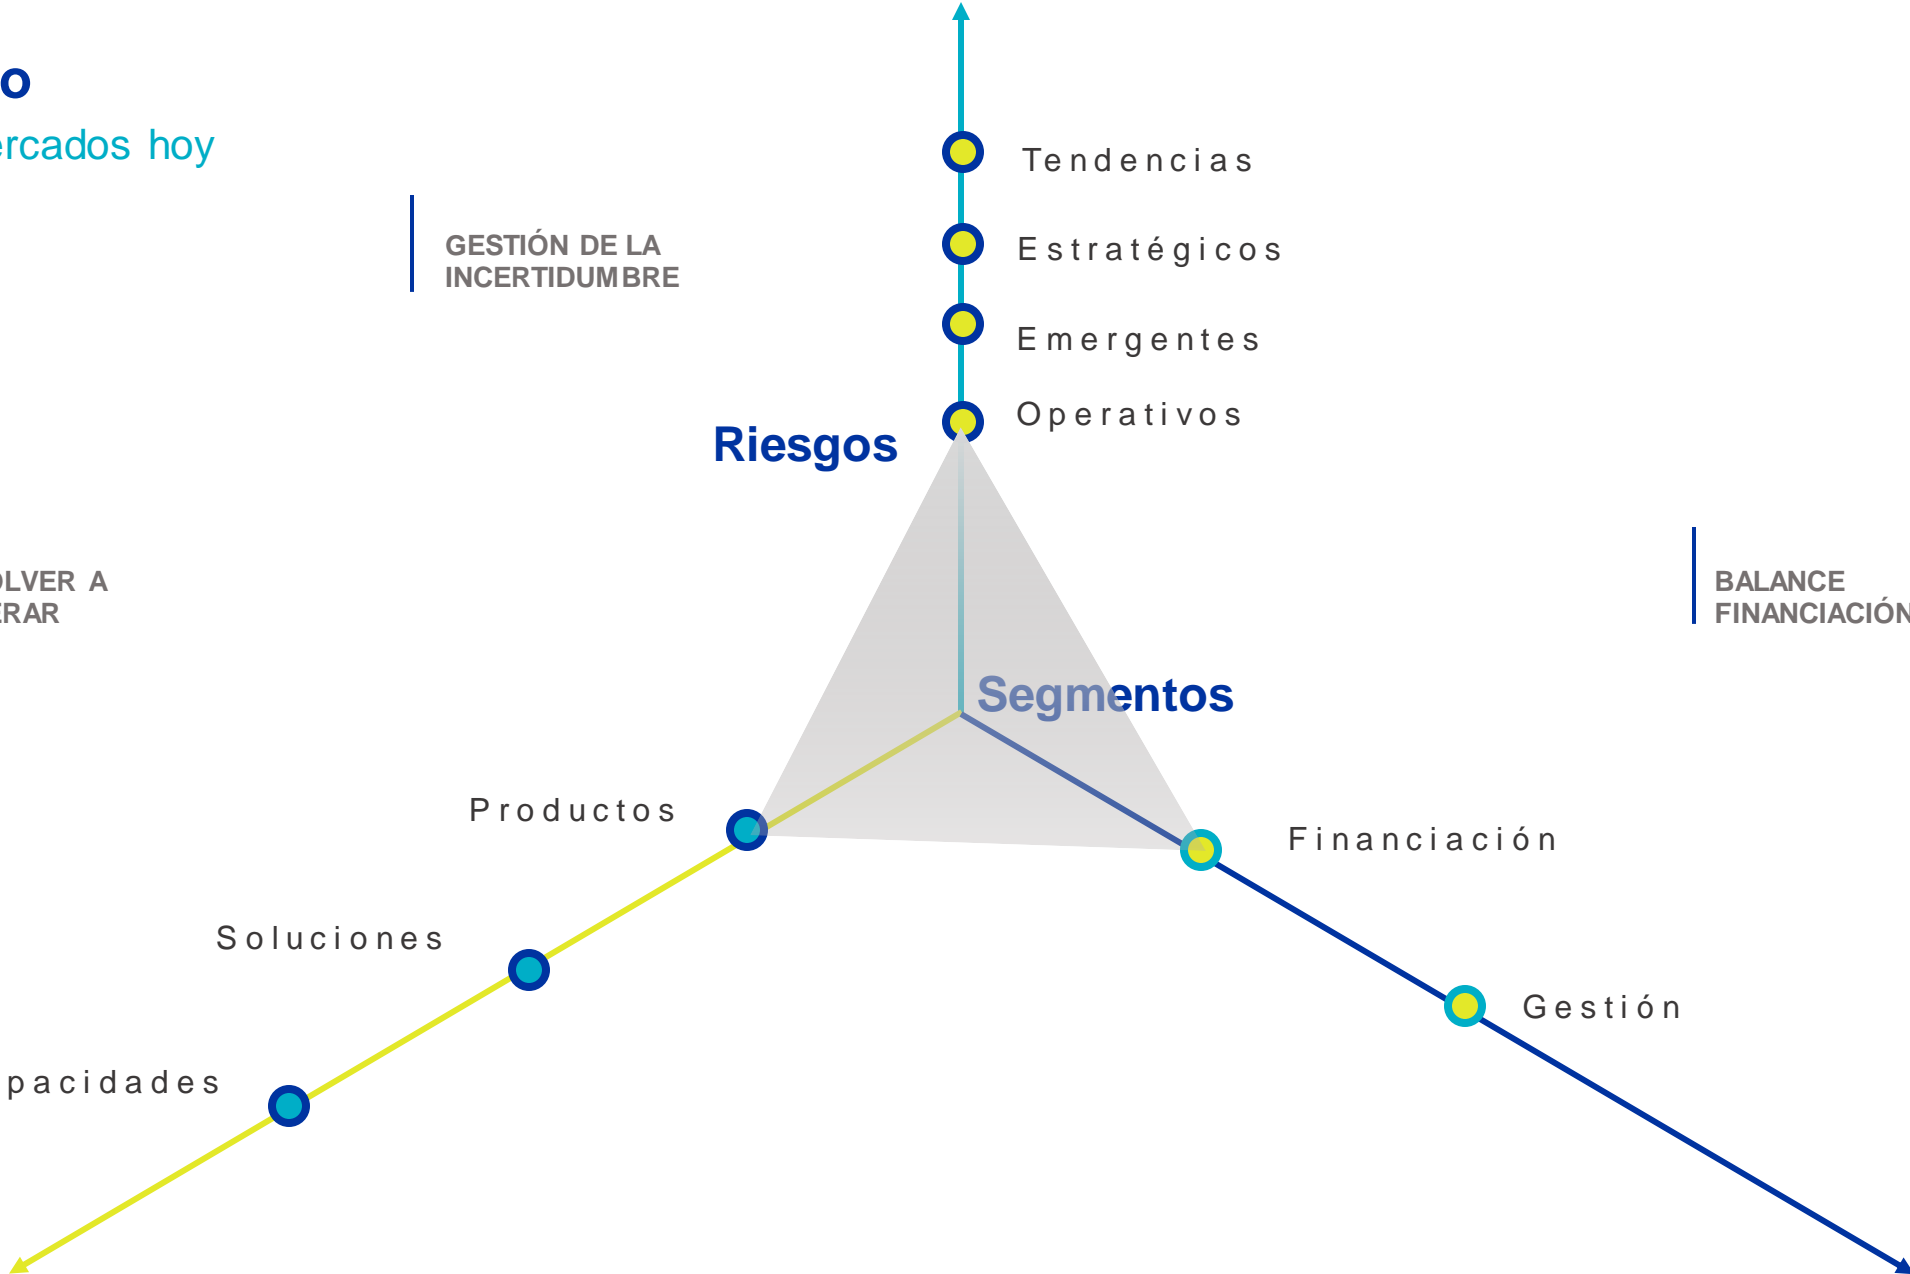 o
ercados hoy
Tendencias
GESTIÓN DE LA
INCERTIDUMBRE
Estratégicos
Emergentes
Operativos
Riesgos
OLVER A
ERAR
BALANCE
FINANCIACIÓN
Segmentos
Productos
Financiación
Soluciones
Gestión
pacidades